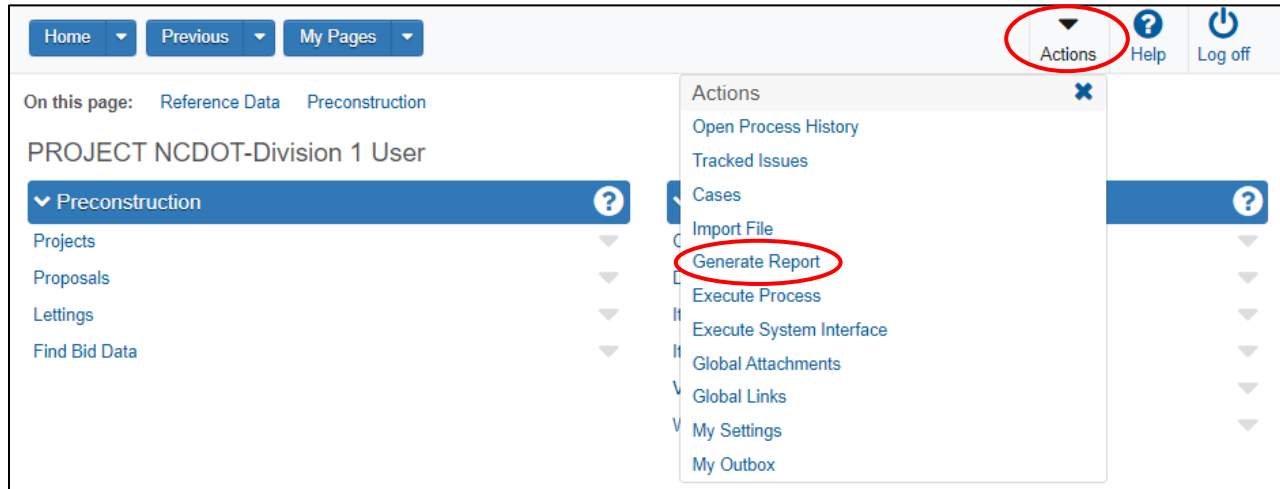 Home Previous My Pages Actions Help Log off
On this page: Reference Data Preconstruction
PROJECT NCDOT-Division 1 User
Preconstruction
Projects
Proposals
Lettings
Find Bid Data
Actions
Open Process History
Tracked Issues
Cases
Import File
Generate Report
Execute Process
Execute System Interface
Global Attachments
Global Links
My Settings
My Outbox